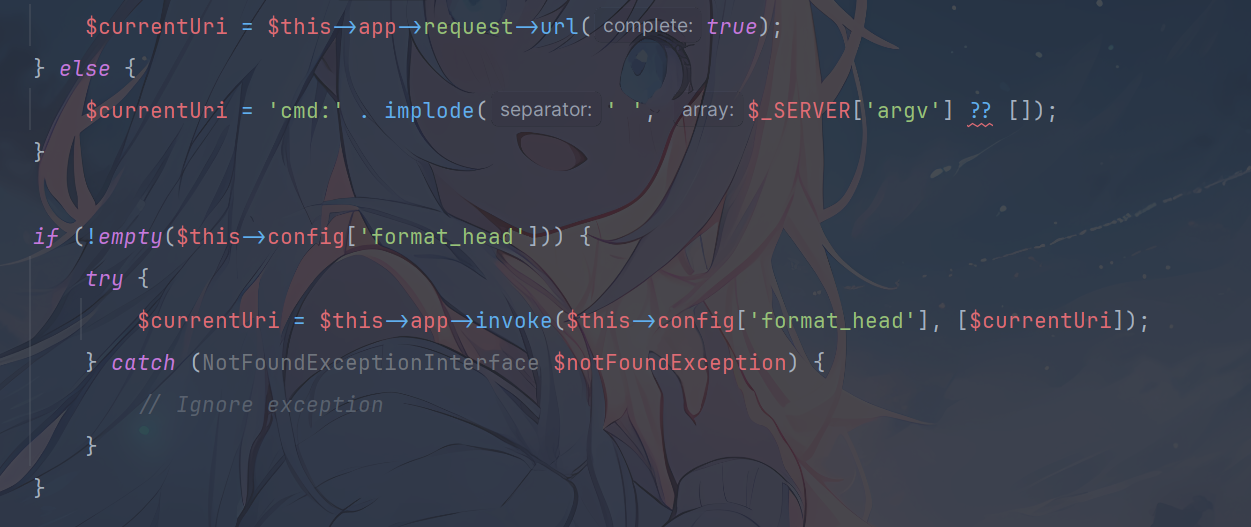 $currentUri = $this->app->request->url( complete: true);
} else {
$currentUri = 'cmd:' . implode( separator: ' ', array: $_SERVER['argv'] ?? []);
}
if (!empty($this->config['format_head'])) {
try {
$currentUri = $this->app->invoke($this->config['format_head'], [$currentUri]);
} catch (NotFoundExceptionInterface $notFoundException) {
// Ignore exception
}
}